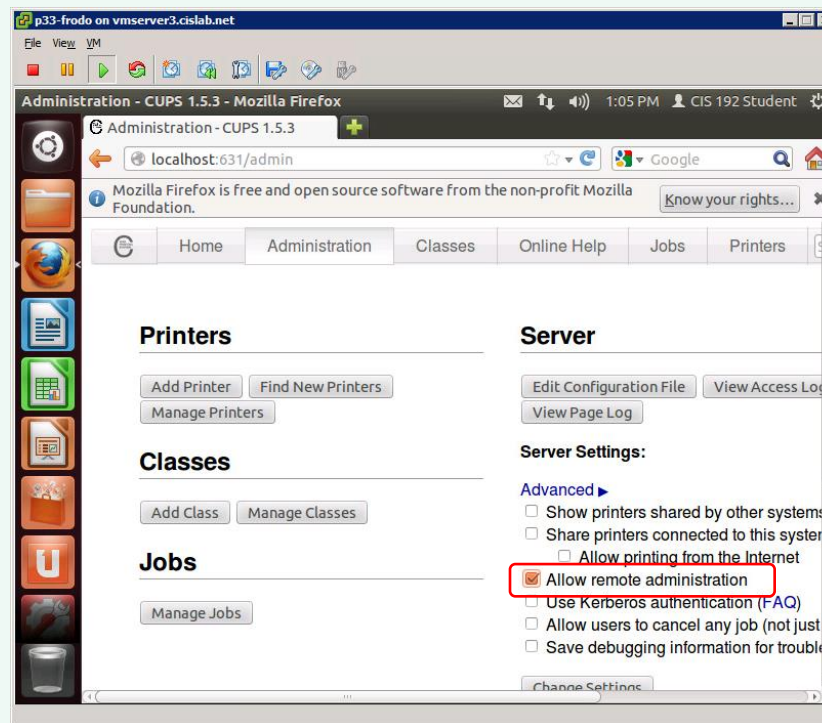 p33-frodo on vmserver3.cislab.net
File View VM
Administration - CUPS 1.5.3 - Mozilla Firefox 1:05 PM CIS 192 Student
Administration - CUPS 1.5.3
localhost:631/admin Google
Mozilla Firefox is free and open source software from the non-profit Mozilla
Foundation.
Know your rights...
Home Administration Classes Online Help Jobs Printers
Printers
Add Printer Find New Printers
Manage Printers
Classes
Add Class Manage Classes
Jobs
Manage Jobs
Server
Edit Configuration File View Access Log
View Page Log
Server Settings:
Advanced ▶
Show printers shared by other systems
Share printers connected to this system
Allow printing from the Internet
Allow remote administration
Use Kerberos authentication (FAQ)
Allow users to cancel any job (not just
Save debugging information for trouble
Change Settings